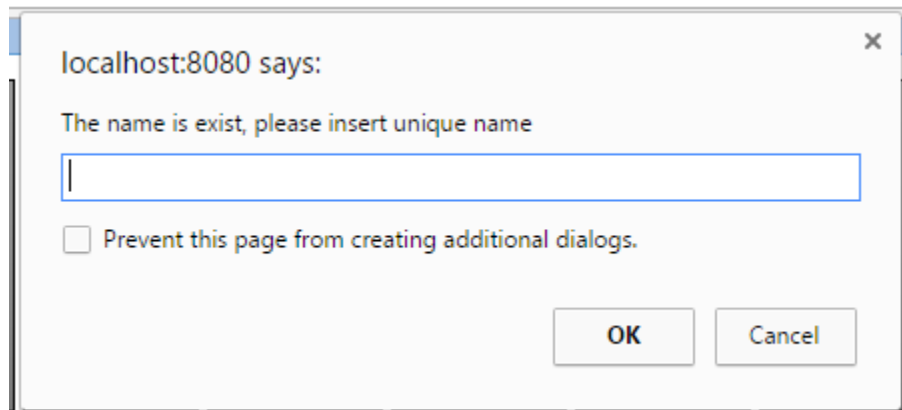 localhost:8080 says:
The name is exist, please insert unique name
Prevent this page from creating additional dialogs.
OK Cancel